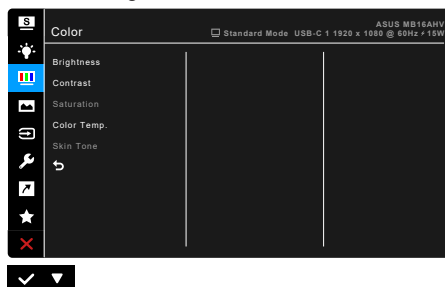 S
Color
ASUS MB16AHV
Standard Mode USB-C 1 1920 x 1080 @ 60Hz 15W
Brightness
Contrast
Saturation
Color Temp.
Skin Tone